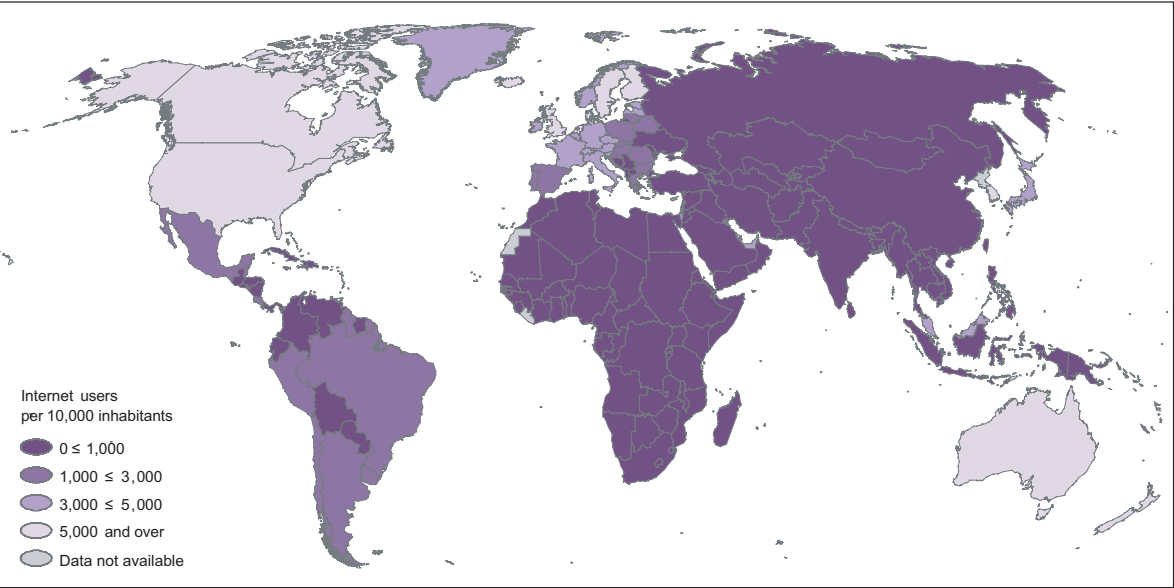 Internet users
per 10,000 inhabitants
0 ≤ 1,000
1,000 ≤ 3,000
3,000 ≤ 5,000
5,000 and over
Data not available